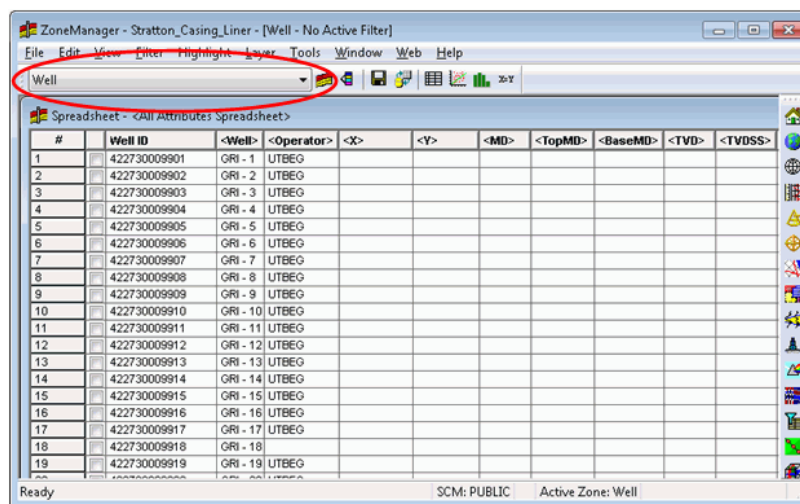 ZoneManager - Stratton_Casing_Liner - [Well - No Active Filter]
File Edit View Filter Highlight Layer Tools Window Web Help
Well
Spreadsheet - <All Attributes Spreadsheet>
# Well ID <Well> <Operator> <X> <Y> <MD> <TopMD> <BaseMD> <TVD> <TVDSS>
1 422730009901 GRI - 1 UTBEG
2 422730009902 GRI - 2 UTBEG
3 422730009903 GRI - 3 UTBEG
4 422730009904 GRI - 4 UTBEG
5 422730009905 GRI - 5 UTBEG
6 422730009906 GRI - 6 UTBEG
7 422730009907 GRI - 7 UTBEG
8 422730009908 GRI - 8 UTBEG
9 422730009909 GRI - 9 UTBEG
10 422730009910 GRI - 10 UTBEG
11 422730009911 GRI - 11 UTBEG
12 422730009912 GRI - 12 UTBEG
13 422730009913 GRI - 13 UTBEG
14 422730009914 GRI - 14 UTBEG
15 422730009915 GRI - 15 UTBEG
16 422730009916 GRI - 16 UTBEG
17 422730009917 GRI - 17 UTBEG
18 422730009918 GRI - 18
19 422730009919 GRI - 19 UTBEG
Ready SCM: PUBLIC Active Zone: Well